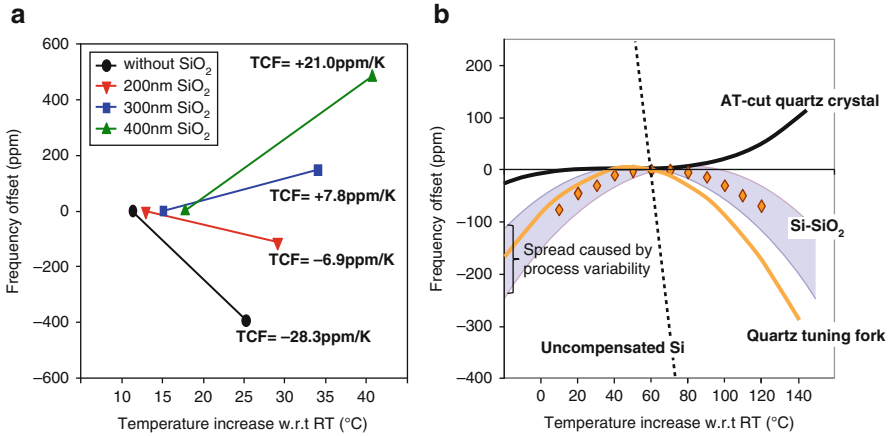 a
600
400
200
0
−200
−400
−600
Frequency offset (ppm)
10
15
20
25
30
35
40
Temperature increase w.r.t RT (°C)
without SiO₂
200nm SiO₂
300nm SiO₂
400nm SiO₂
TCF= +21.0ppm/K
TCF= +7.8ppm/K
TCF= −6.9ppm/K
TCF= −28.3ppm/K
b
200
100
0
−100
−200
−300
−400
Frequency offset (ppm)
0
20
40
60
80
100
120
140
Temperature increase w.r.t RT (°C)
AT-cut quartz crystal
Si-SiO₂
Spread caused by
process variability
Quartz tuning fork
Uncompensated Si